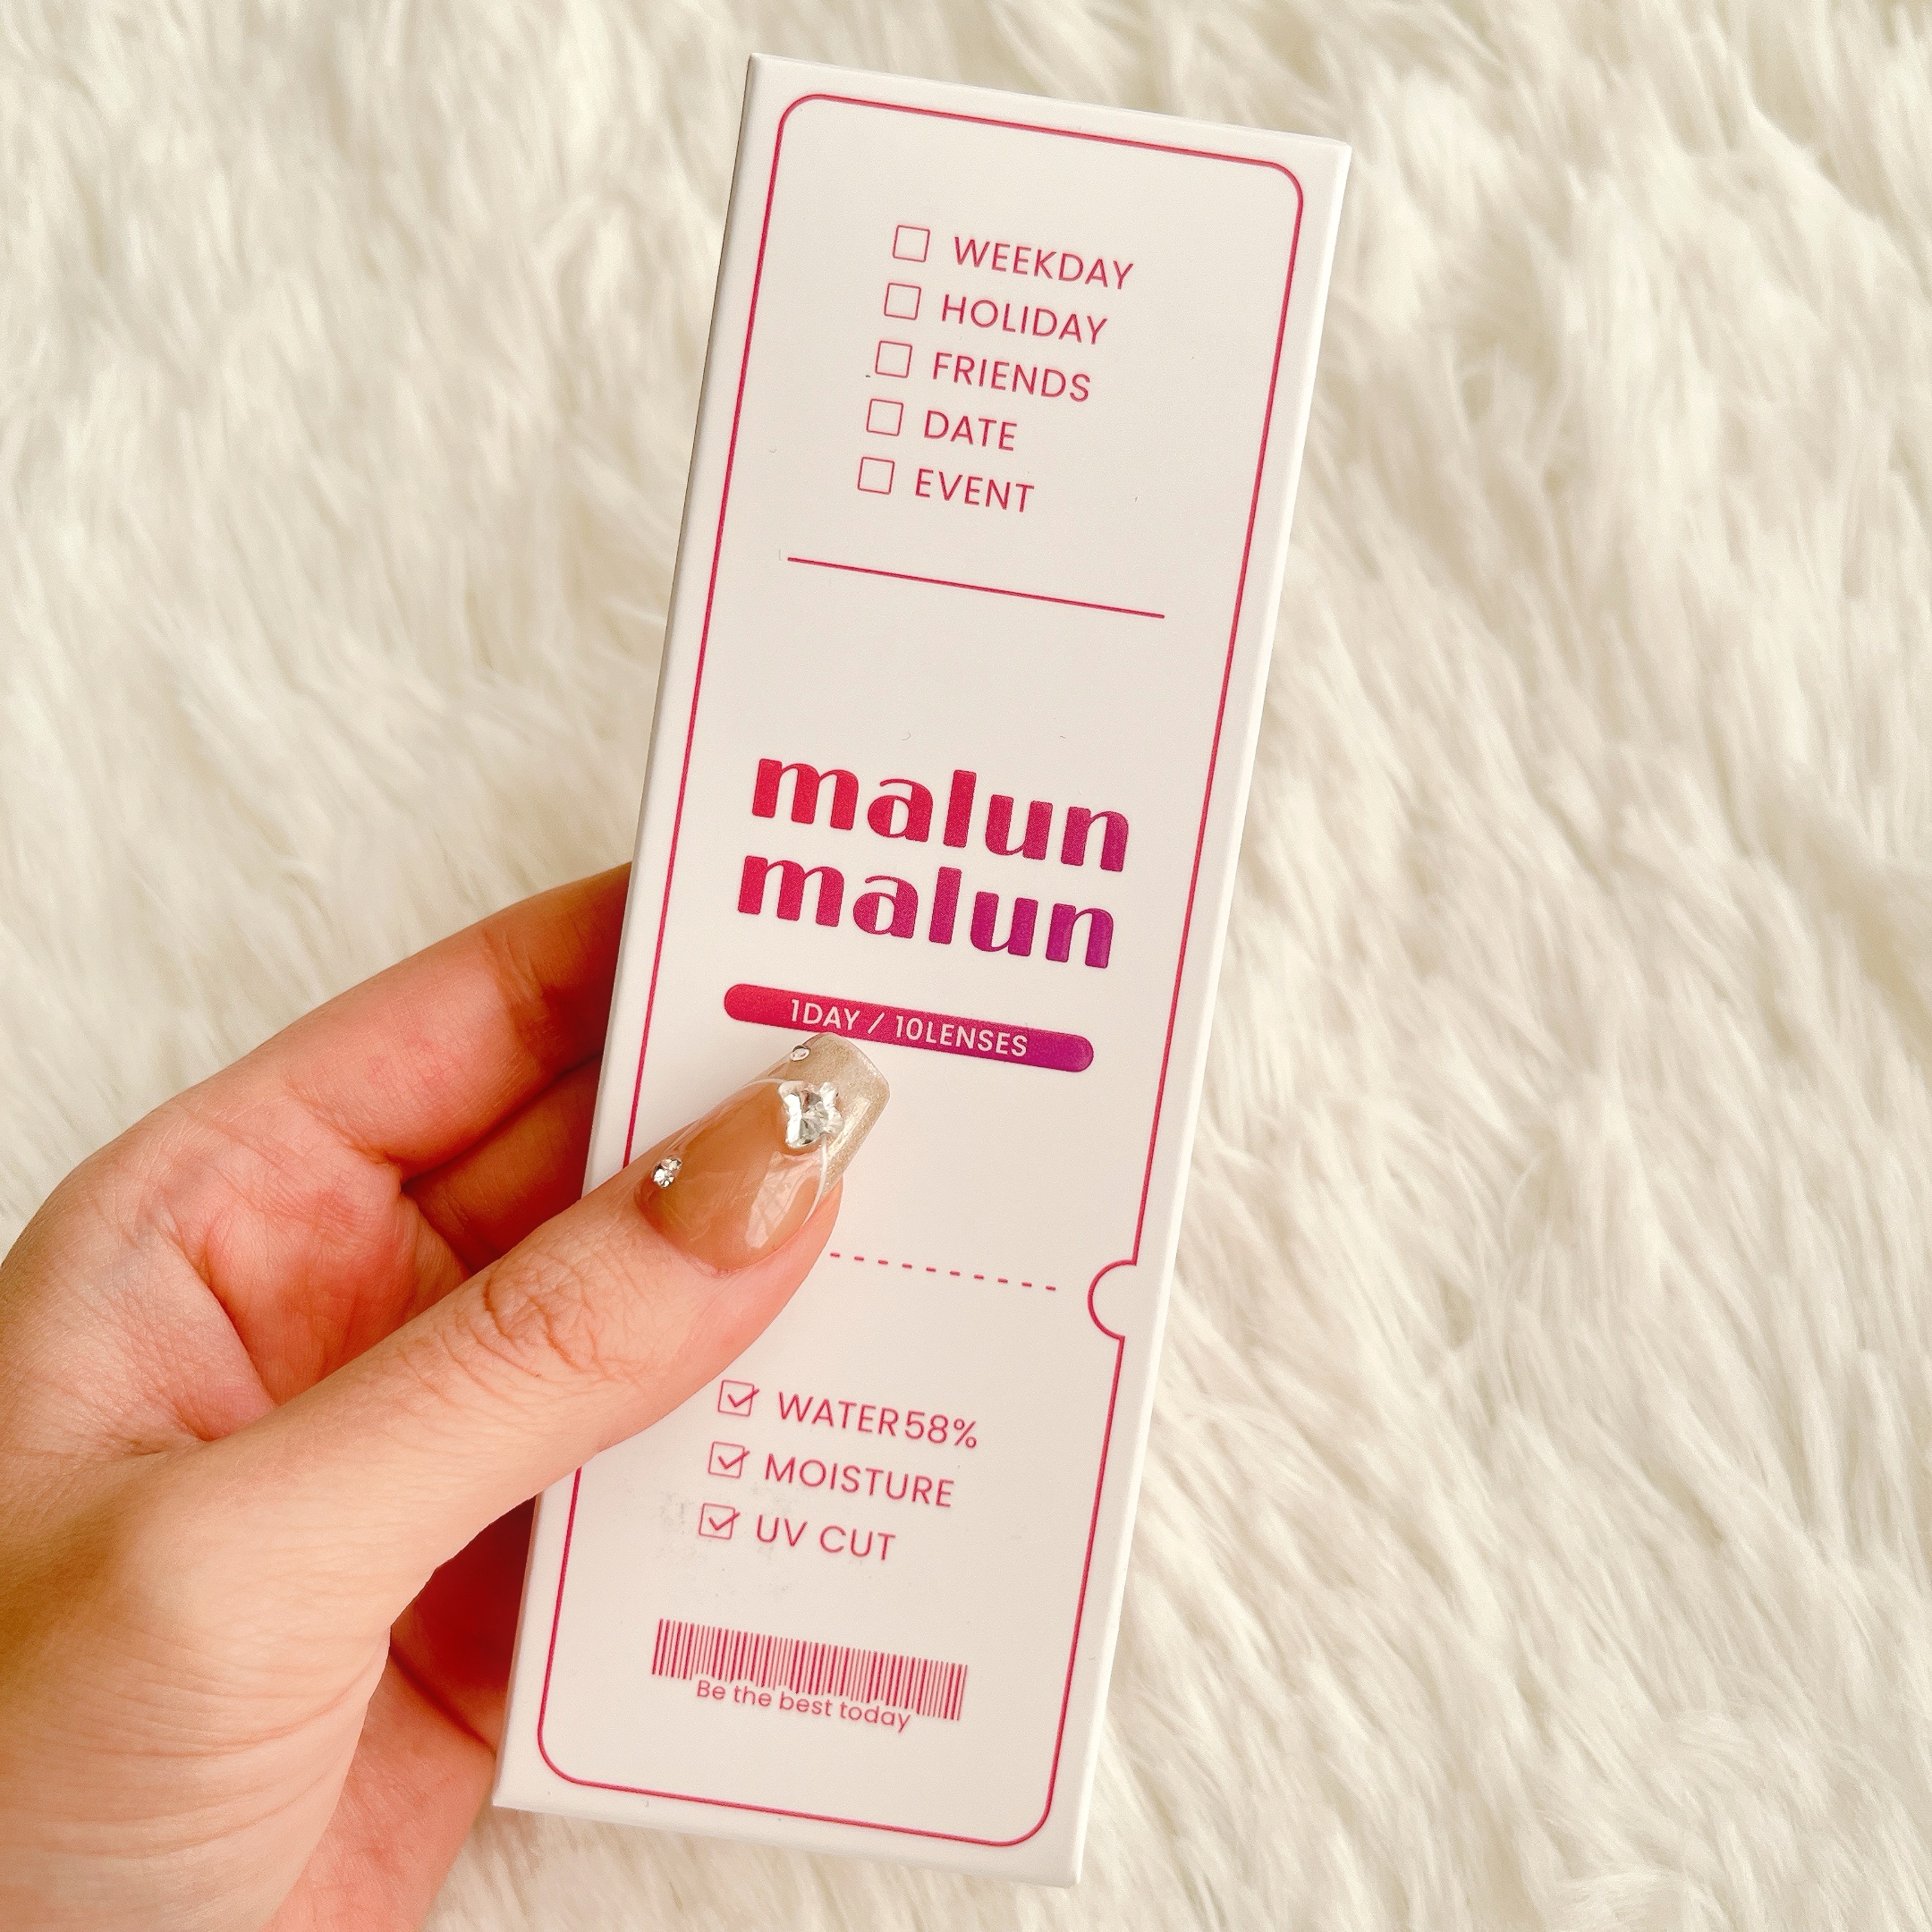 WEEKDAY
HOLIDAY
FRIENDS
DATE
EVENT
malun
malun
1DAY / 10LENSES
WATER58%
MOISTURE
UV CUT
Be the best today